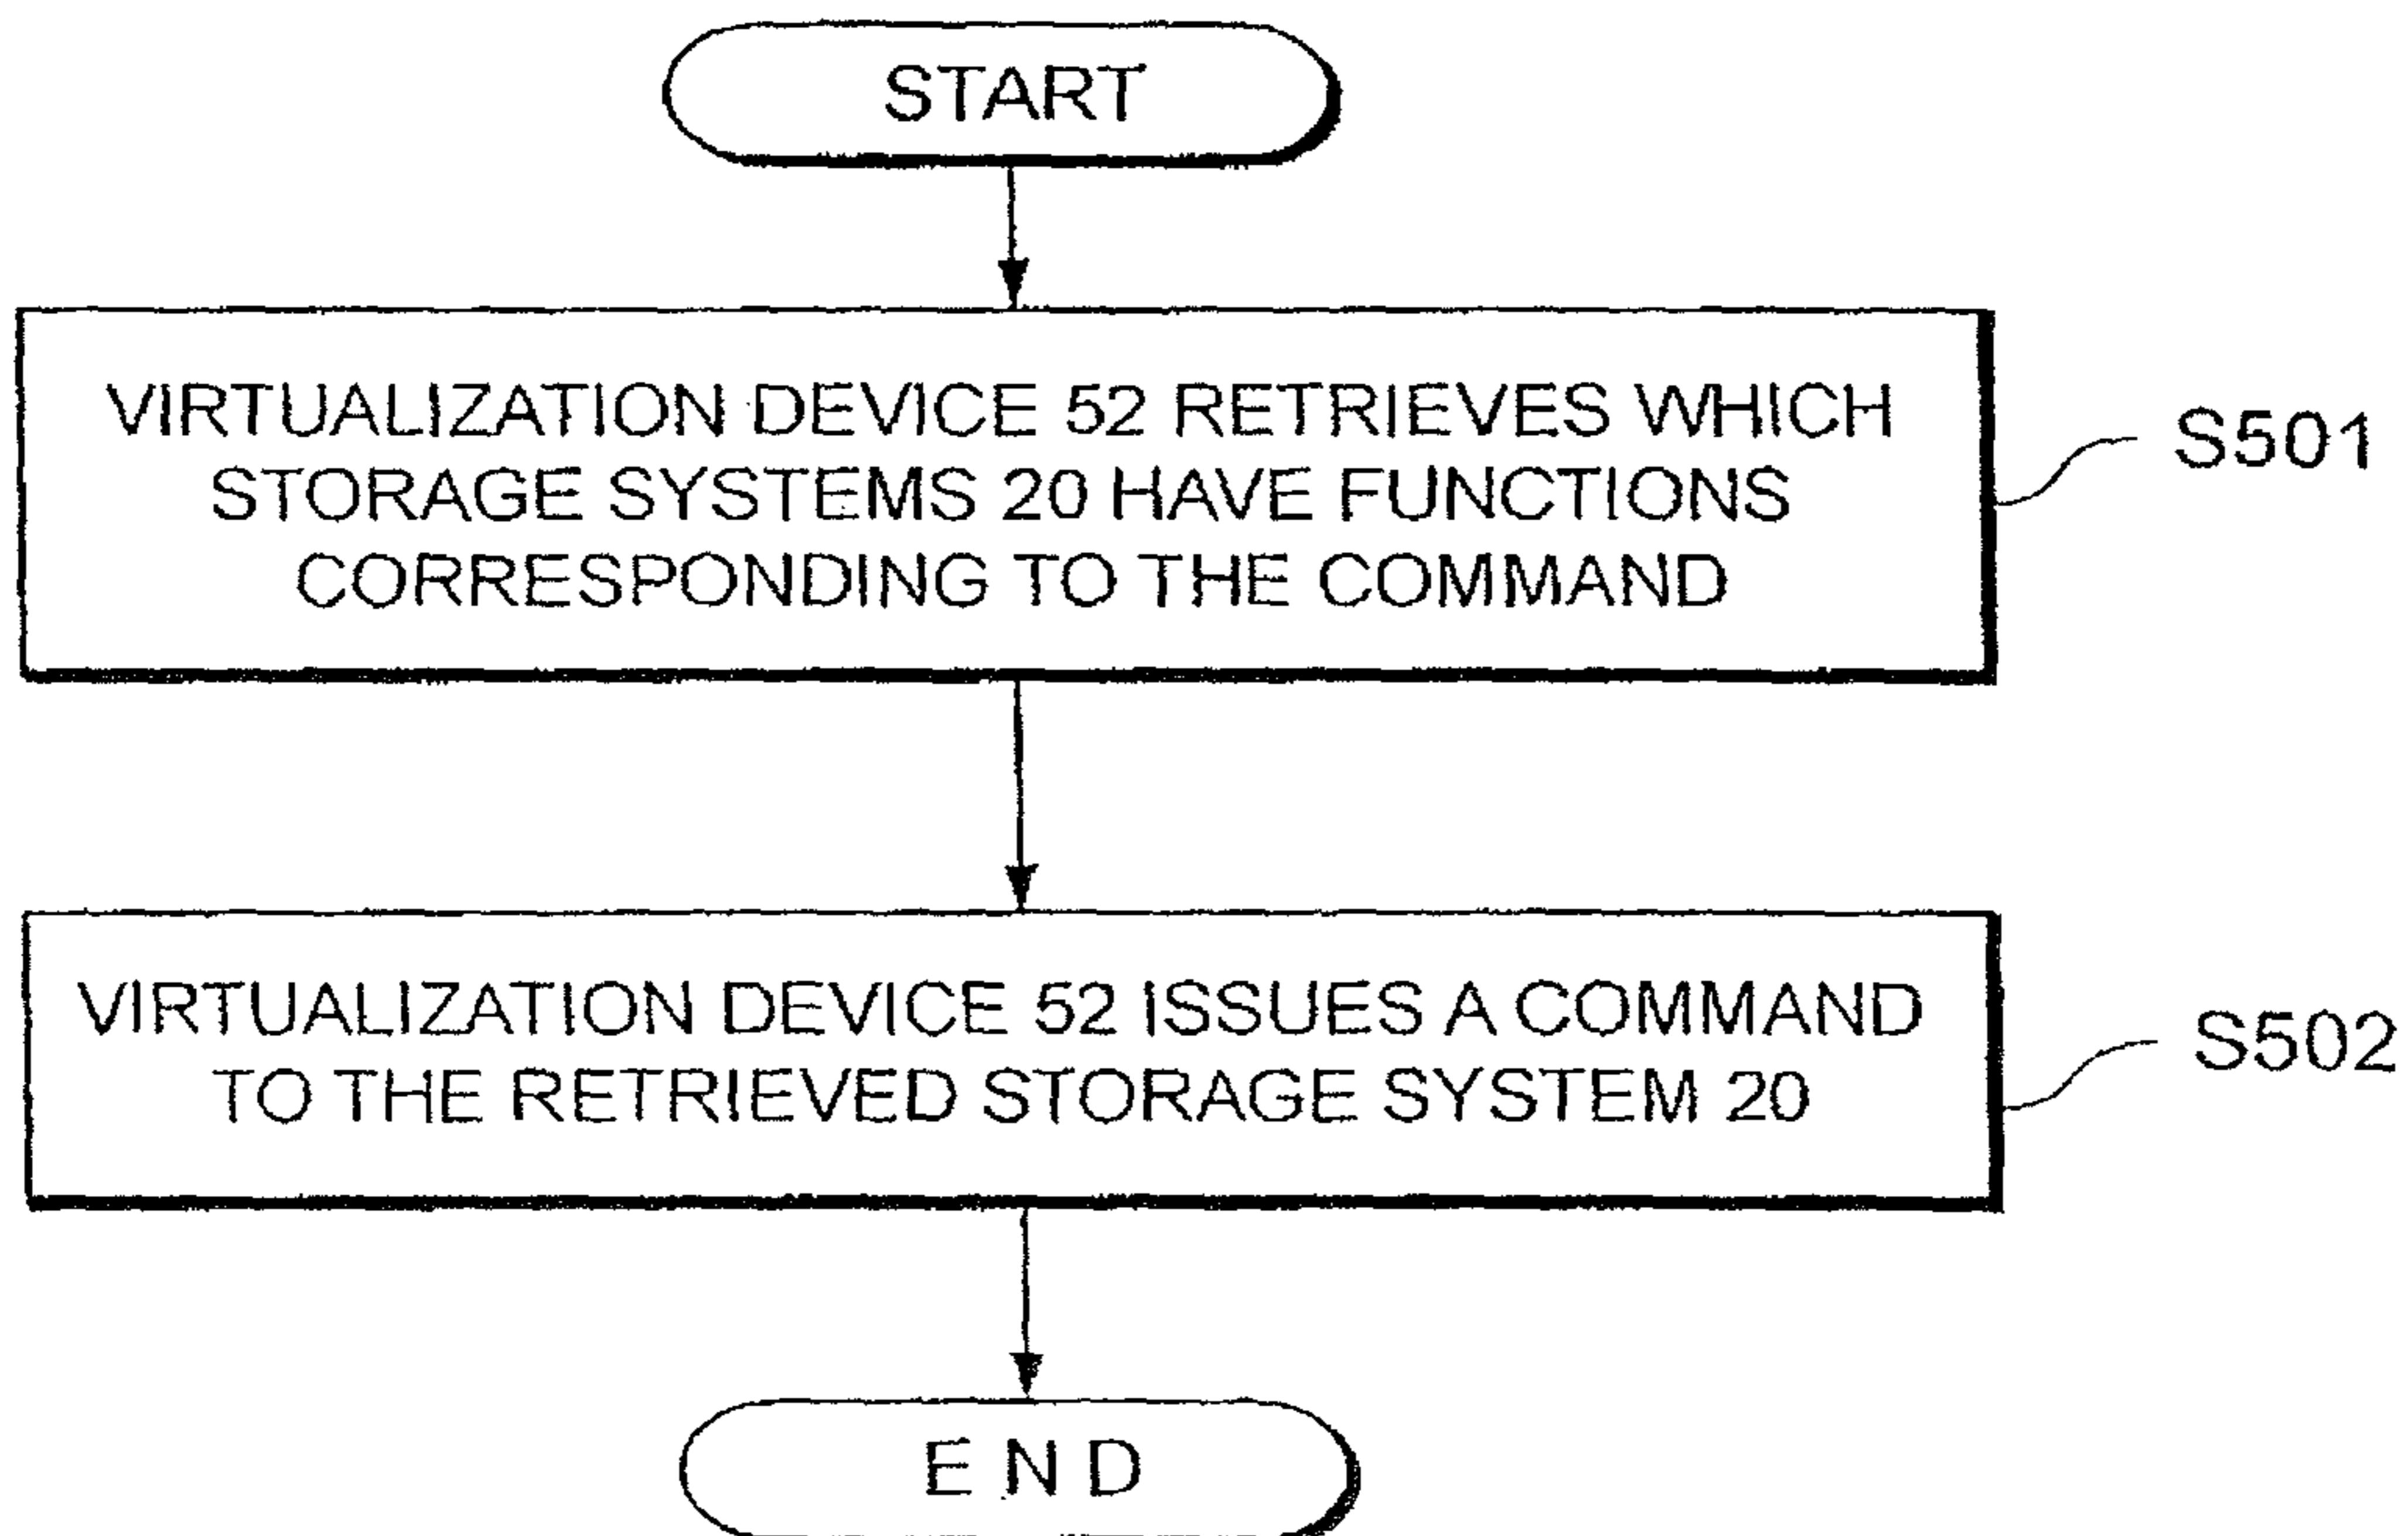 START
VIRTUALIZATION DEVICE 52 RETRIEVES WHICH
STORAGE SYSTEMS 20 HAVE FUNCTIONS
CORRESPONDING TO THE COMMAND
S501
VIRTUALIZATION DEVICE 52 ISSUES A COMMAND
TO THE RETRIEVED STORAGE SYSTEM 20
S502
END